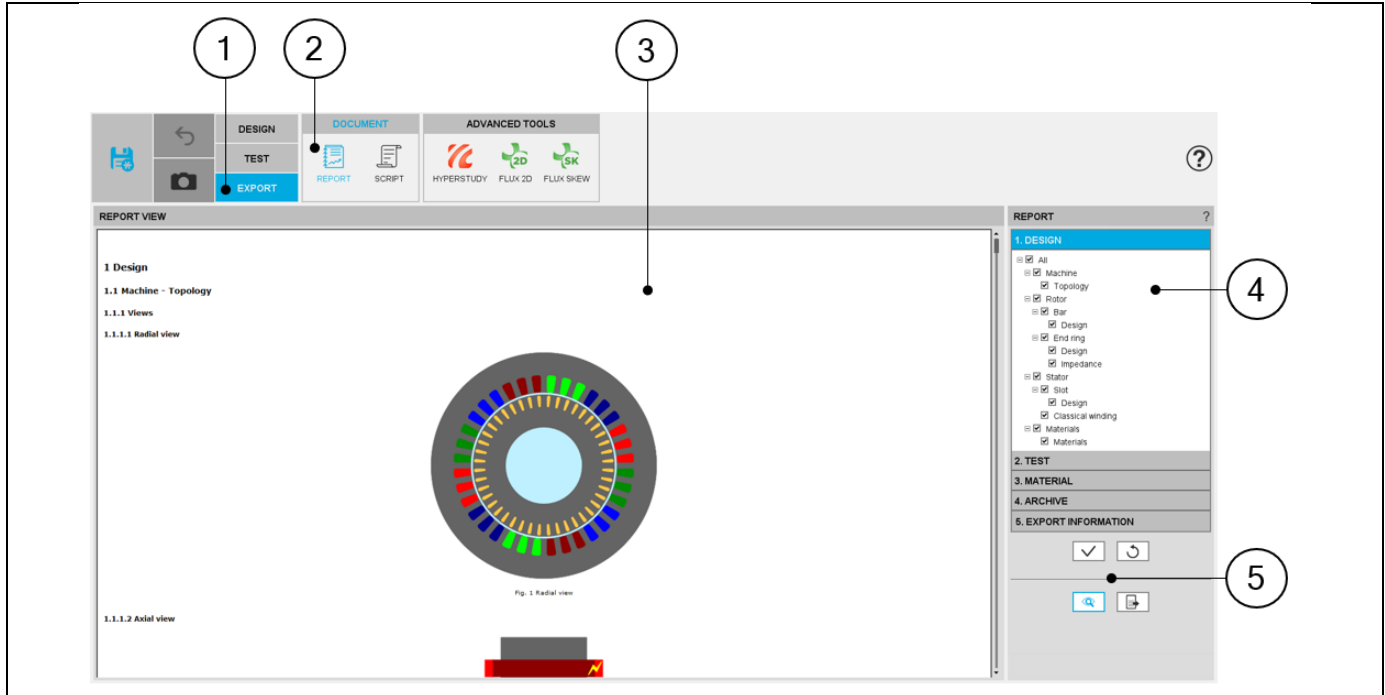 1
2
3
DESIGN
TEST
EXPORT
DOCUMENT
REPORT
SCRIPT
ADVANCED TOOLS
2D
SK
HYPERSTUDY
FLUX 2D
FLUX SKEW
?
REPORT VIEW
1 Design
1.1 Machine - Topology
1.1.1 Views
1.1.1.1 Radial view
Fig. 1 Radial view
1.1.1.2 Axial view
REPORT ?
1. DESIGN
All
Machine
Topology
Rotor
Bar
Design
End ring
Design
Impedance
Stator
Slot
Design
Classical winding
Materials
Materials
2. TEST
3. MATERIAL
4. ARCHIVE
5. EXPORT INFORMATION
4
5